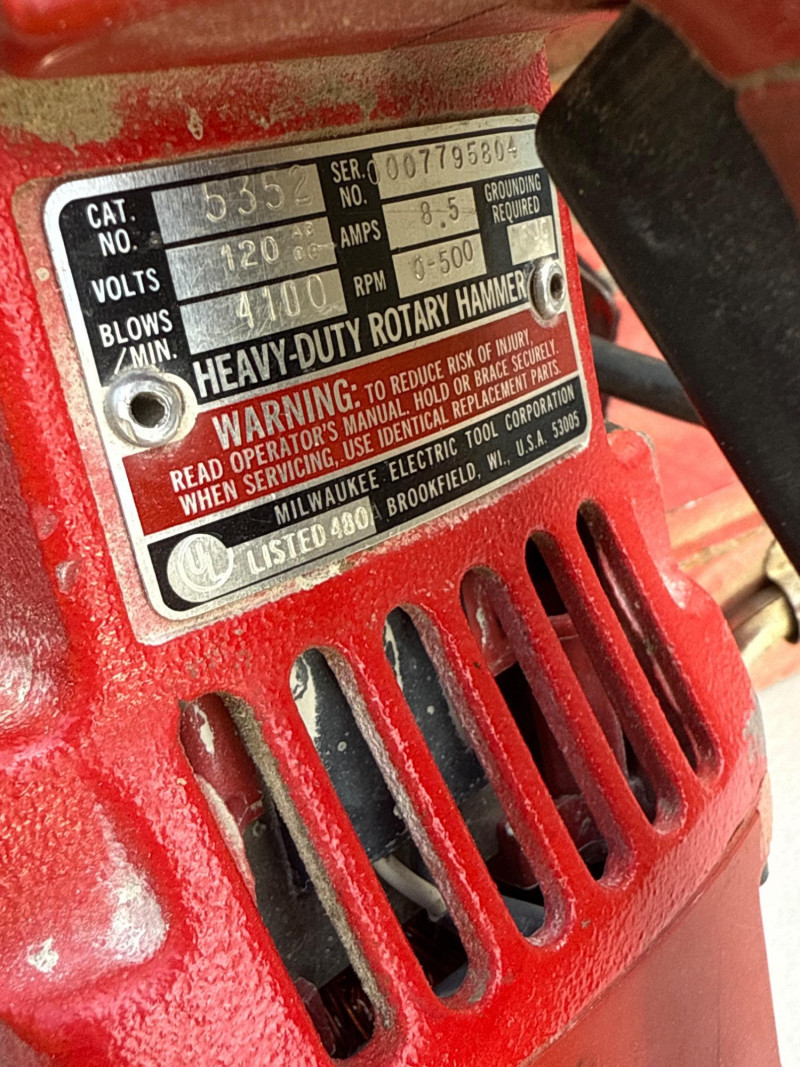 CAT. NO. 5352 SER. NO. 0007795804
VOLTS 120 AC DC AMPS 8.5 GROUNDING REQUIRED
BLOWS /MIN. 4100 RPM 0-500
HEAVY-DUTY ROTARY HAMMER
WARNING: TO REDUCE RISK OF INJURY,
READ OPERATOR'S MANUAL. HOLD OR BRACE SECURELY.
WHEN SERVICING, USE IDENTICAL REPLACEMENT PARTS.
MILWAUKEE ELECTRIC TOOL CORPORATION
UL LISTED 480A BROOKFIELD, WI., U.S.A. 53005